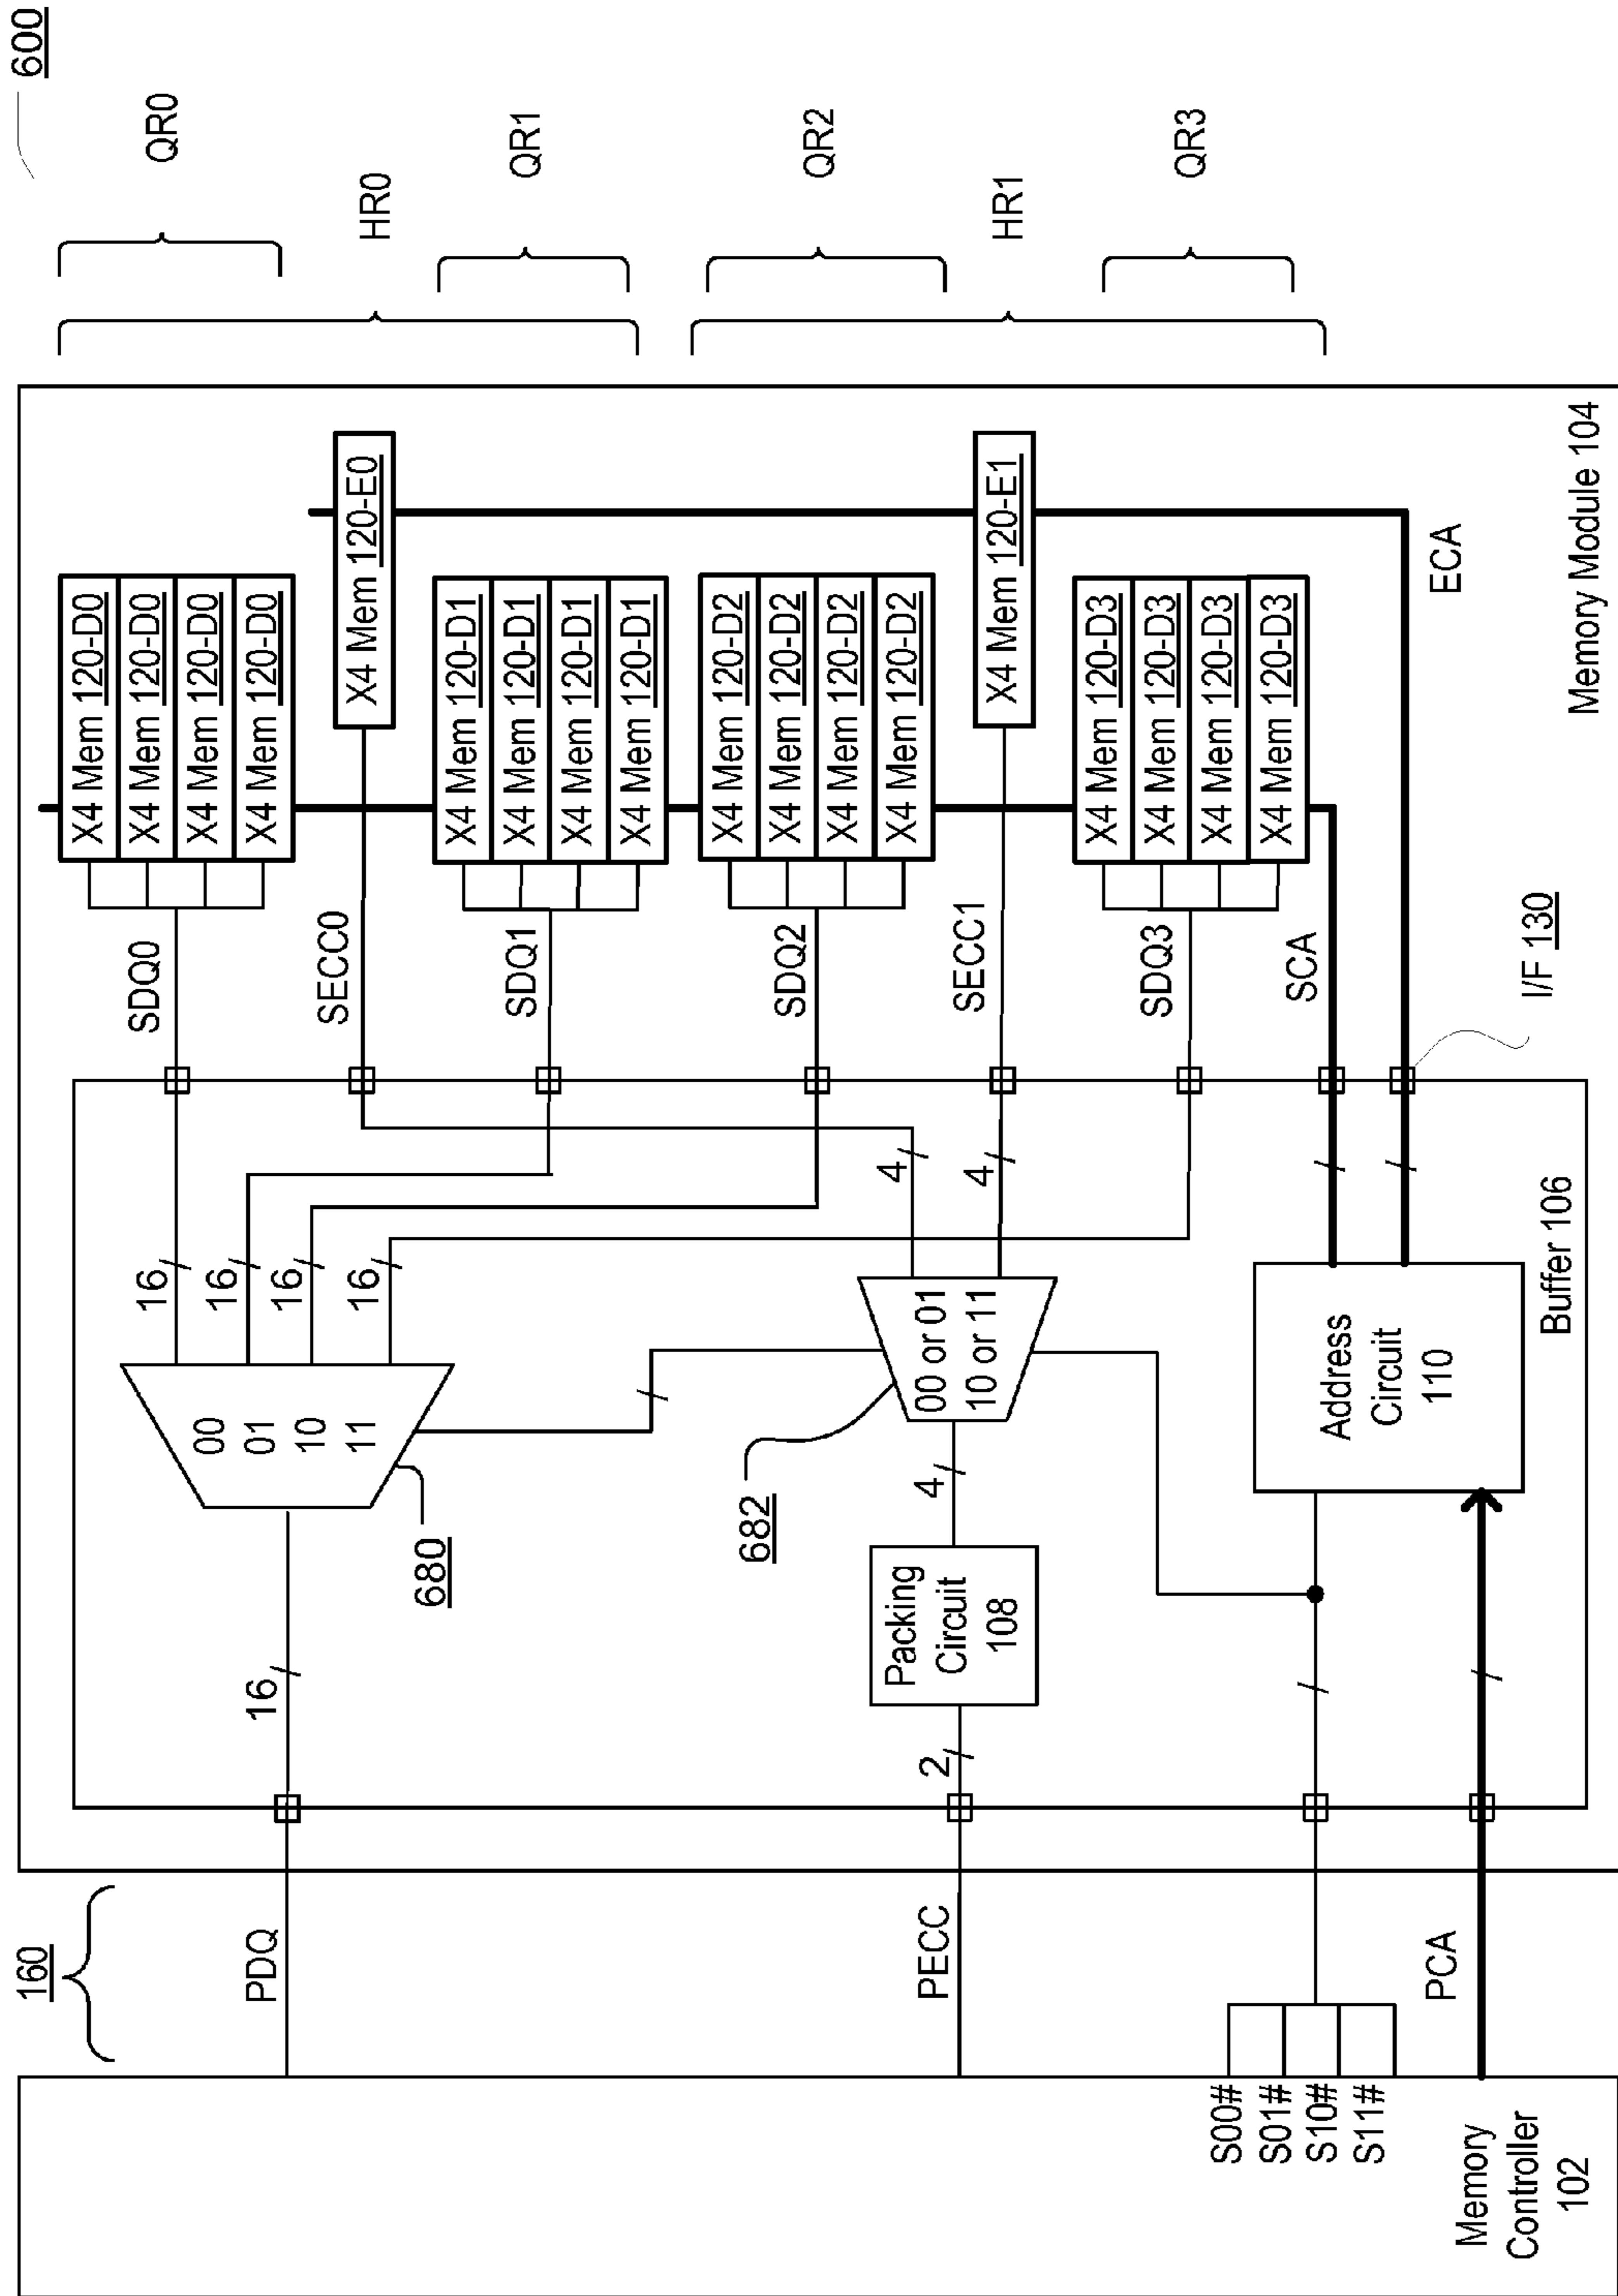 600
QR0
HR0
QR1
QR2
HR1
QR3
X4 Mem 120-D0
X4 Mem 120-D0
X4 Mem 120-D0
X4 Mem 120-D0
X4 Mem 120-E0
X4 Mem 120-D1
X4 Mem 120-D1
X4 Mem 120-D1
X4 Mem 120-D1
X4 Mem 120-D2
X4 Mem 120-D2
X4 Mem 120-D2
X4 Mem 120-D2
X4 Mem 120-E1
X4 Mem 120-D3
X4 Mem 120-D3
X4 Mem 120-D3
X4 Mem 120-D3
ECA
Memory Module 104
SDQ0
SECC0
SDQ1
SDQ2
SECC1
SDQ3
SCA
I/F 130
16
16
16
16
4
4
00
01
10
11
680
00 or 01
10 or 11
682
Address
Circuit
110
Buffer 106
4
Packing
Circuit
108
16
2
160
PDQ
PECC
PCA
S00#
S01#
S10#
S11#
Memory
Controller
102